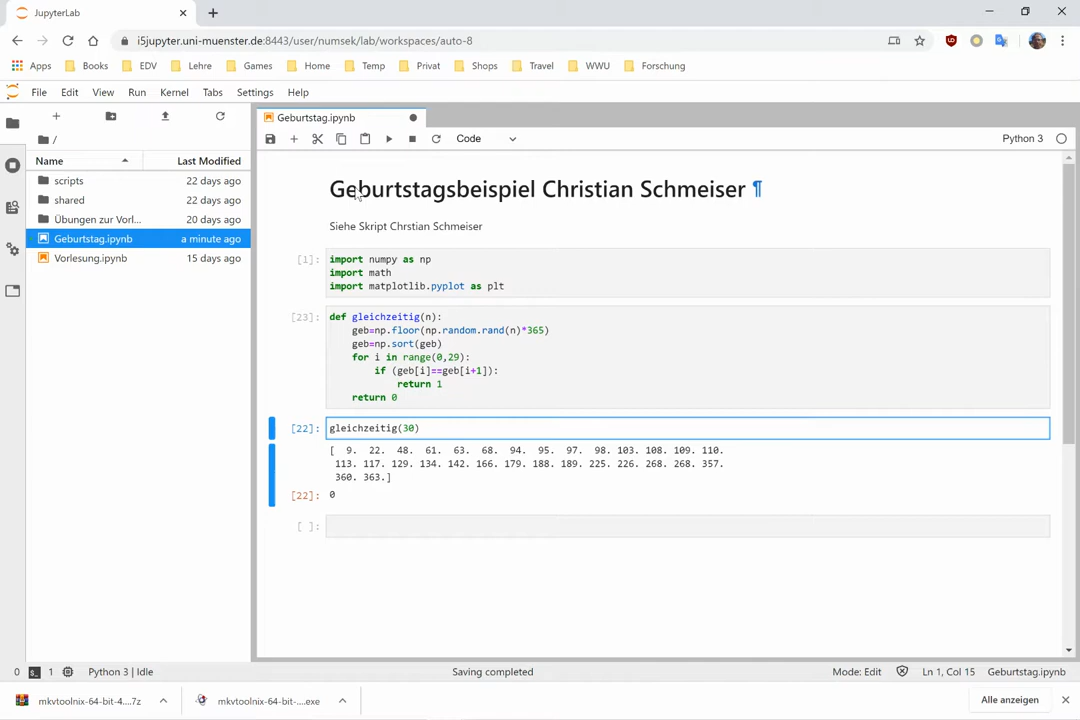 JupyterLab
i5jupyter.uni-muenster.de:8443/user/numsek/lab/workspaces/auto-8
Apps Books EDV Lehre Games Home Temp Privat Shops Travel WWU Forschung
File Edit View Run Kernel Tabs Settings Help
Geburtstag.ipynb
/
Code
Python 3
Name Last Modified
scripts 22 days ago
shared 22 days ago
Übungen zur Vorl... 20 days ago
Geburtstag.ipynb a minute ago
Vorlesung.ipynb 15 days ago
Geburtstagsbeispiel Christian Schmeiser ¶
Siehe Skript Chrstian Schmeiser
[1]: import numpy as np
import math
import matplotlib.pyplot as plt
[23]: def gleichzeitig(n):
geb=np.floor(np.random.rand(n)*365)
geb=np.sort(geb)
for i in range(0,29):
if (geb[i]==geb[i+1]):
return 1
return 0
[22]: gleichzeitig(30)
[ 9. 22. 48. 61. 63. 68. 94. 95. 97. 98. 103. 108. 109. 110.
113. 117. 129. 134. 142. 166. 179. 188. 189. 225. 226. 268. 268. 357.
360. 363.]
[22]: 0
[ ]:
0 1 Python 3 | Idle Saving completed Mode: Edit Ln 1, Col 15 Geburtstag.ipynb
mkvtoolnix-64-bit-4....7z mkvtoolnix-64-bit-....exe Alle anzeigen